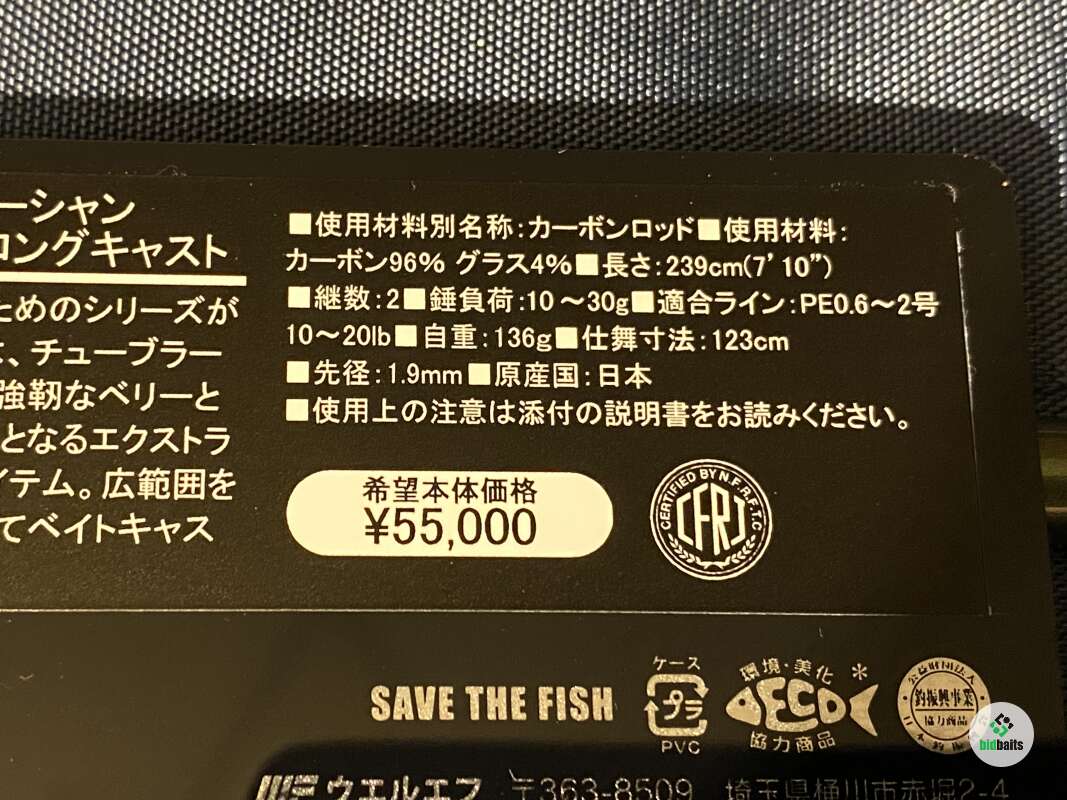 ーシャン
ロングキャスト
ためのシリーズが
、チューブラー
強靭なベリーと
となるエクストラ
イテム。広範囲を
てベイトキャス
■使用材料別名称:カーボンロッド■使用材料:
カーボン96% グラス4%■長さ:239cm(7'10")
■継数:2■錘負荷:10～30g■適合ライン:PE0.6～2号
10～20lb■自重:136g■仕舞寸法:123cm
■先径:1.9mm■原産国:日本
■使用上の注意は添付の説明書をお読みください。
希望本体価格
¥55,000
CERTIFIED BY N.F.R.F.T.C
CFRJ
SAVE THE FISH
ケース
プラ
PVC
環境・美化
ECO
協力商品
公益財団法人
釣振興事業
協力商品
bidbaits
ウエルエフ 〒363-8509 埼玉県桶川市赤堀2-4